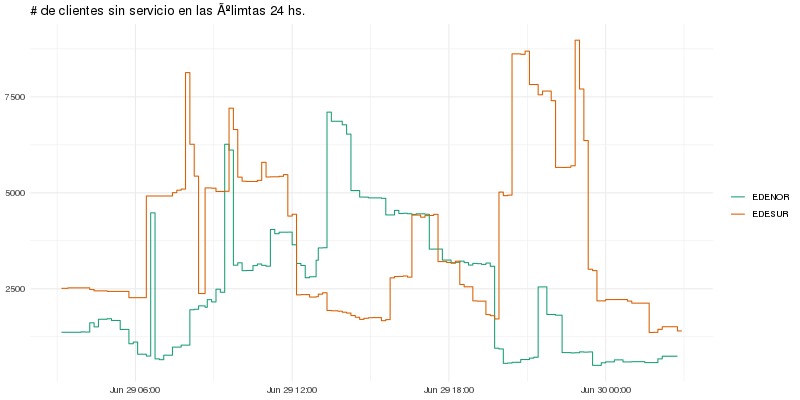 # de clientes sin servicio en las Ãºlimtas 24 hs.
7500
5000
2500
Jun 29 06:00
Jun 29 12:00
Jun 29 18:00
Jun 30 00:00
EDENOR
EDESUR